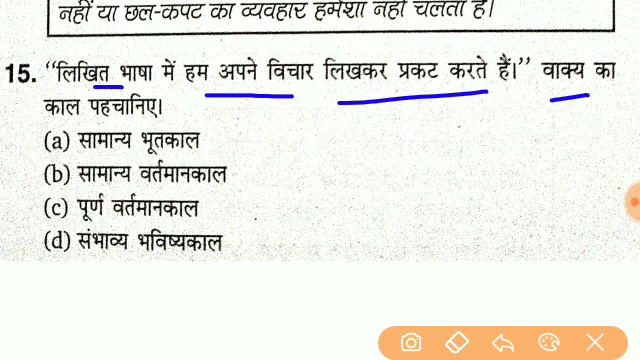 नहीं या छल-कपट का व्यवहार हमेशा नहीं चलता है।
15. “लिखित भाषा में हम अपने विचार लिखकर प्रकट करते हैं।” वाक्य का
काल पहचानिए।
(a) सामान्य भूतकाल
(b) सामान्य वर्तमानकाल
(c) पूर्ण वर्तमानकाल
(d) संभाव्य भविष्यकाल